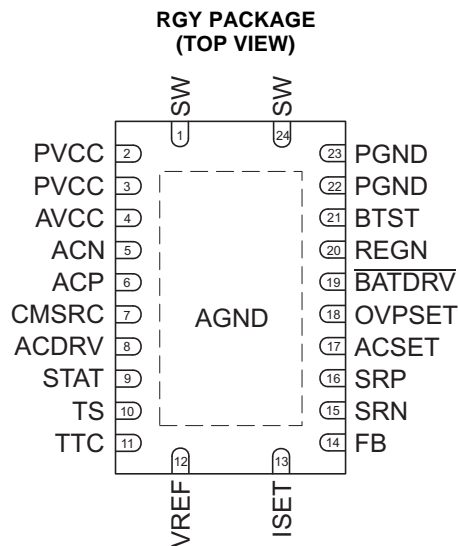 RGY PACKAGE
(TOP VIEW)
SW
SW
1
24
PVCC 2
23 PGND
PVCC 3
22 PGND
AVCC 4
21 BTST
ACN 5
20 REGN
ACP 6
19 BATDRV
CMSRC 7
18 OVPSET
AGND
ACDRV 8
17 ACSET
STAT 9
16 SRP
TS 10
15 SRN
TTC 11
14 FB
12
13
VREF
ISET